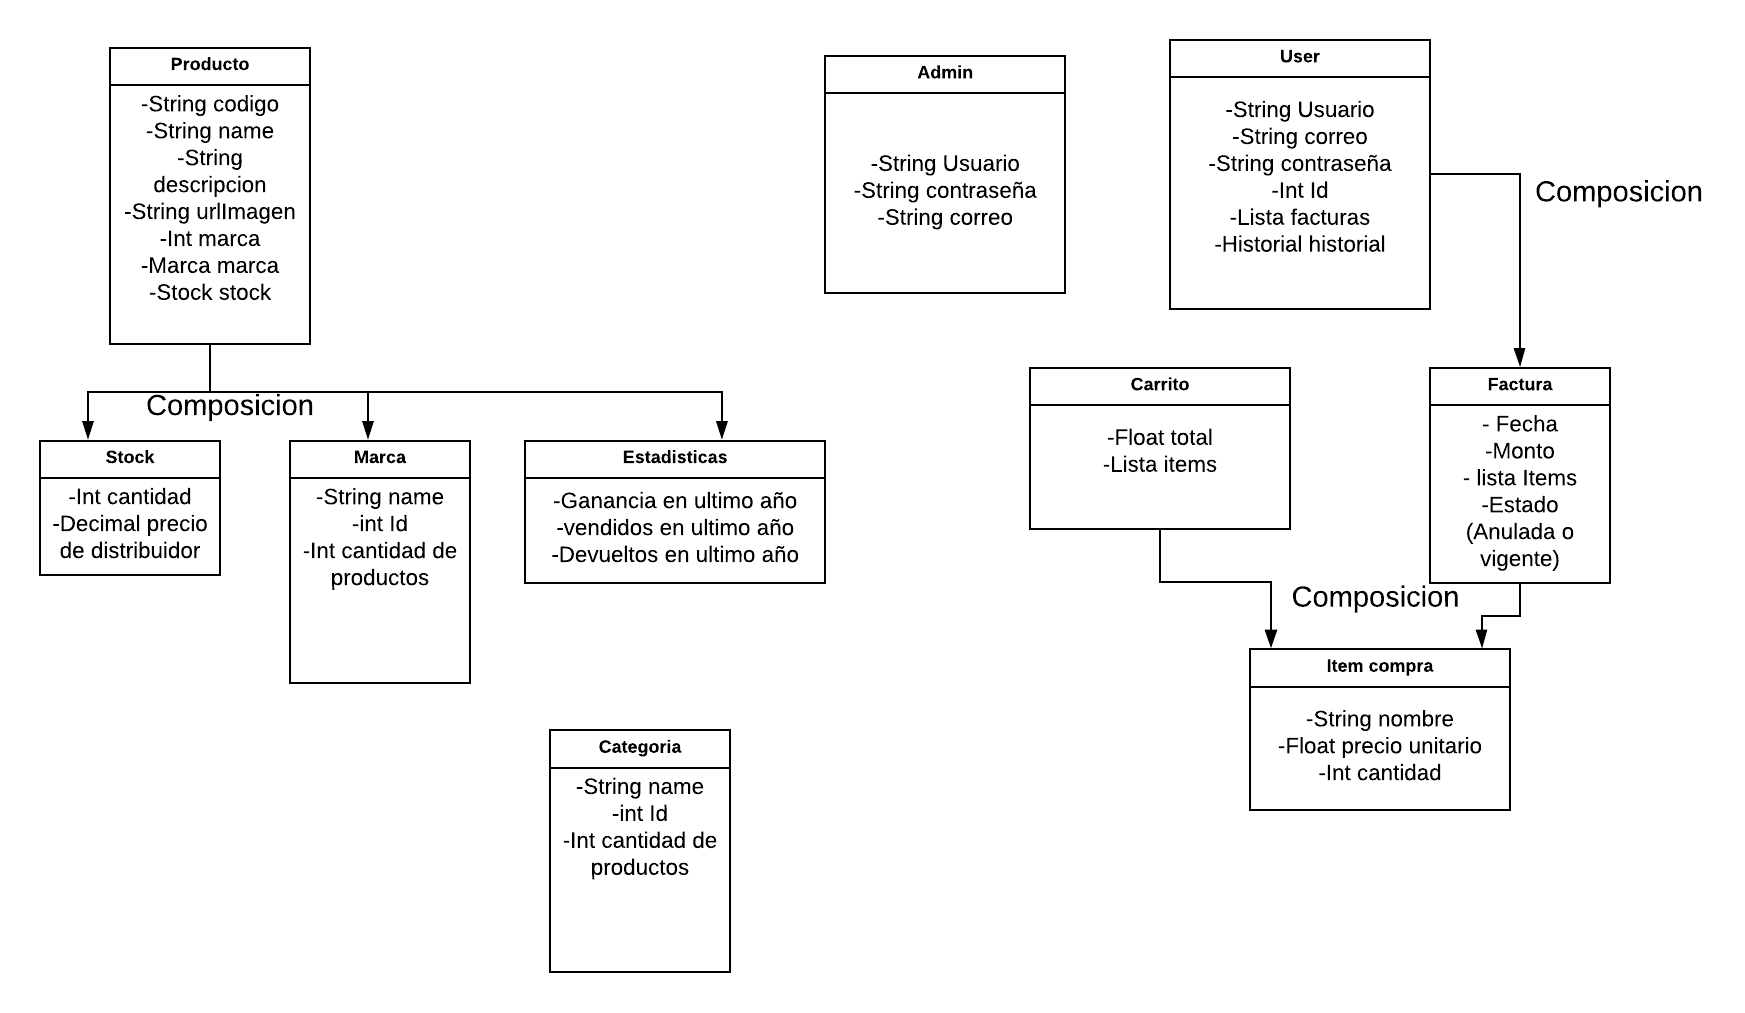 Producto
-String codigo
-String name
-String
descripcion
-String urlImagen
-Int marca
-Marca marca
-Stock stock
Admin
-String Usuario
-String contraseña
-String correo
User
-String Usuario
-String correo
-String contraseña
-Int Id
-Lista facturas
-Historial historial
Composicion
Composicion
Stock
-Int cantidad
-Decimal precio
de distribuidor
Marca
-String name
-int Id
-Int cantidad de
productos
Estadisticas
-Ganancia en ultimo año
-vendidos en ultimo año
-Devueltos en ultimo año
Carrito
-Float total
-Lista items
Factura
- Fecha
-Monto
- lista Items
-Estado
(Anulada o
vigente)
Composicion
Item compra
-String nombre
-Float precio unitario
-Int cantidad
Categoria
-String name
-int Id
-Int cantidad de
productos